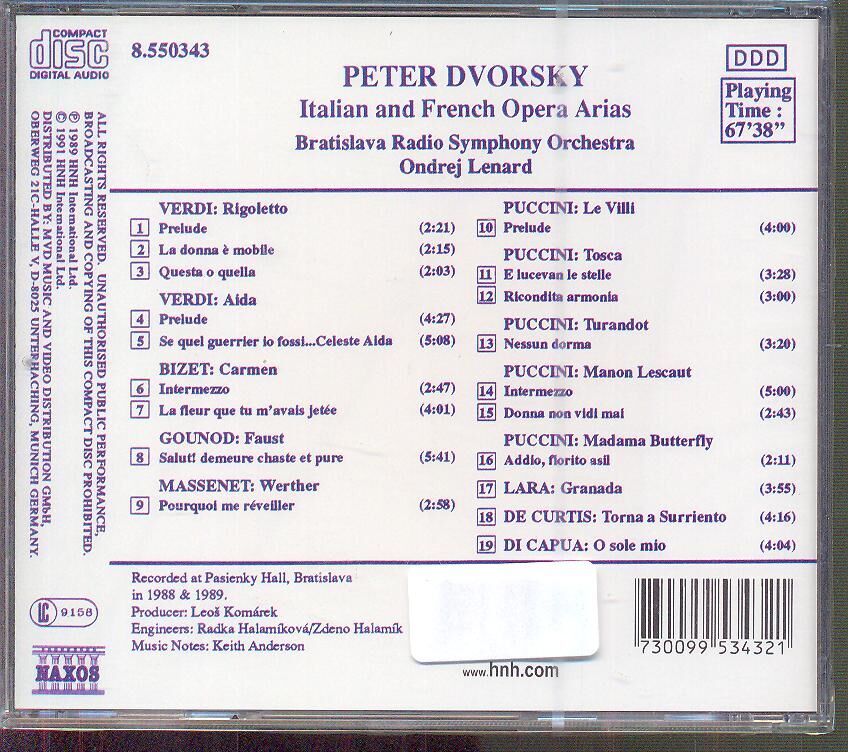 COMPACT
disc
DIGITAL AUDIO
8.550343
PETER DVORSKY
Italian and French Opera Arias
Bratislava Radio Symphony Orchestra
Ondrej Lenard
DDD
Playing
Time :
67'38"
VERDI: Rigoletto
1 Prelude (2:21)
2 La donna è mobile (2:15)
3 Questa o quella (2:03)
VERDI: Aida
4 Prelude (4:27)
5 Se quel guerrier io fossi...Celeste Aida (5:08)
BIZET: Carmen
6 Intermezzo (2:47)
7 La fleur que tu m'avais jetée (4:01)
GOUNOD: Faust
8 Salut! demeure chaste et pure (5:41)
MASSENET: Werther
9 Pourquoi me réveiller (2:58)
PUCCINI: Le Villi
10 Prelude (4:00)
PUCCINI: Tosca
11 E lucevan le stelle (3:28)
12 Ricondita armonia (3:00)
PUCCINI: Turandot
13 Nessun dorma (3:20)
PUCCINI: Manon Lescaut
14 Intermezzo (5:00)
15 Donna non vidi mai (2:43)
PUCCINI: Madama Butterfly
16 Addio, fiorito asil (2:11)
17 LARA: Granada (3:55)
18 DE CURTIS: Torna a Surriento (4:16)
19 DI CAPUA: O sole mio (4:04)
ALL RIGHTS RESERVED. UNAUTHORISED PUBLIC PERFORMANCE,
BROADCASTING AND COPYING OF THIS COMPACT DISC PROHIBITED.
℗ 1989 HNH International Ltd.
© 1991 HNH International Ltd.
DISTRIBUTED BY: MVD MUSIC AND VIDEO DISTRIBUTION GMbH,
OBERWEG 21C-HALLE V, D-8025 UNTERHACHING, MUNICH GERMANY.
Recorded at Pasienky Hall, Bratislava
in 1988 & 1989.
Producer: Leoš Komárek
Engineers: Radka Halamíková/Zdeno Halamík
Music Notes: Keith Anderson
LC 9158
NAXOS
www.hnh.com
730099 534321